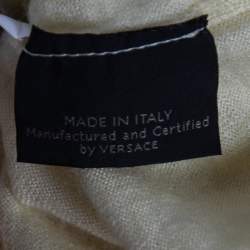 MADE IN ITALY
Manufactured and Certified
by VERSACE